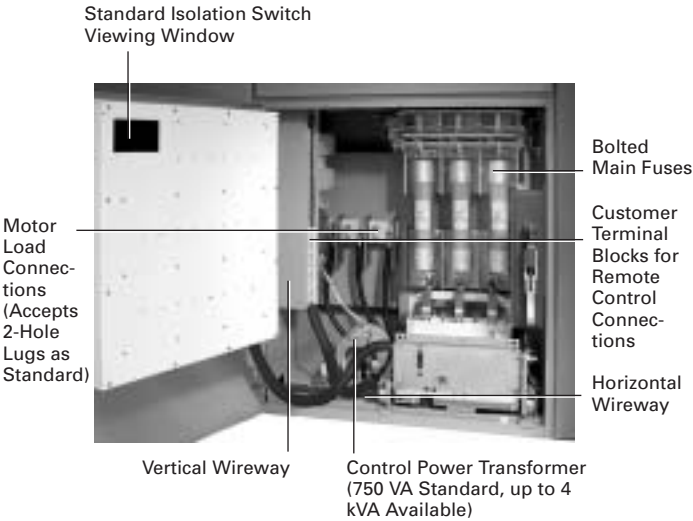 Standard Isolation Switch
Viewing Window
Bolted
Main Fuses
Motor
Load
Connec-
tions
(Accepts
2-Hole
Lugs as
Standard)
Customer
Terminal
Blocks for
Remote
Control
Connec-
tions
Horizontal
Wireway
Vertical Wireway
Control Power Transformer
(750 VA Standard, up to 4
kVA Available)